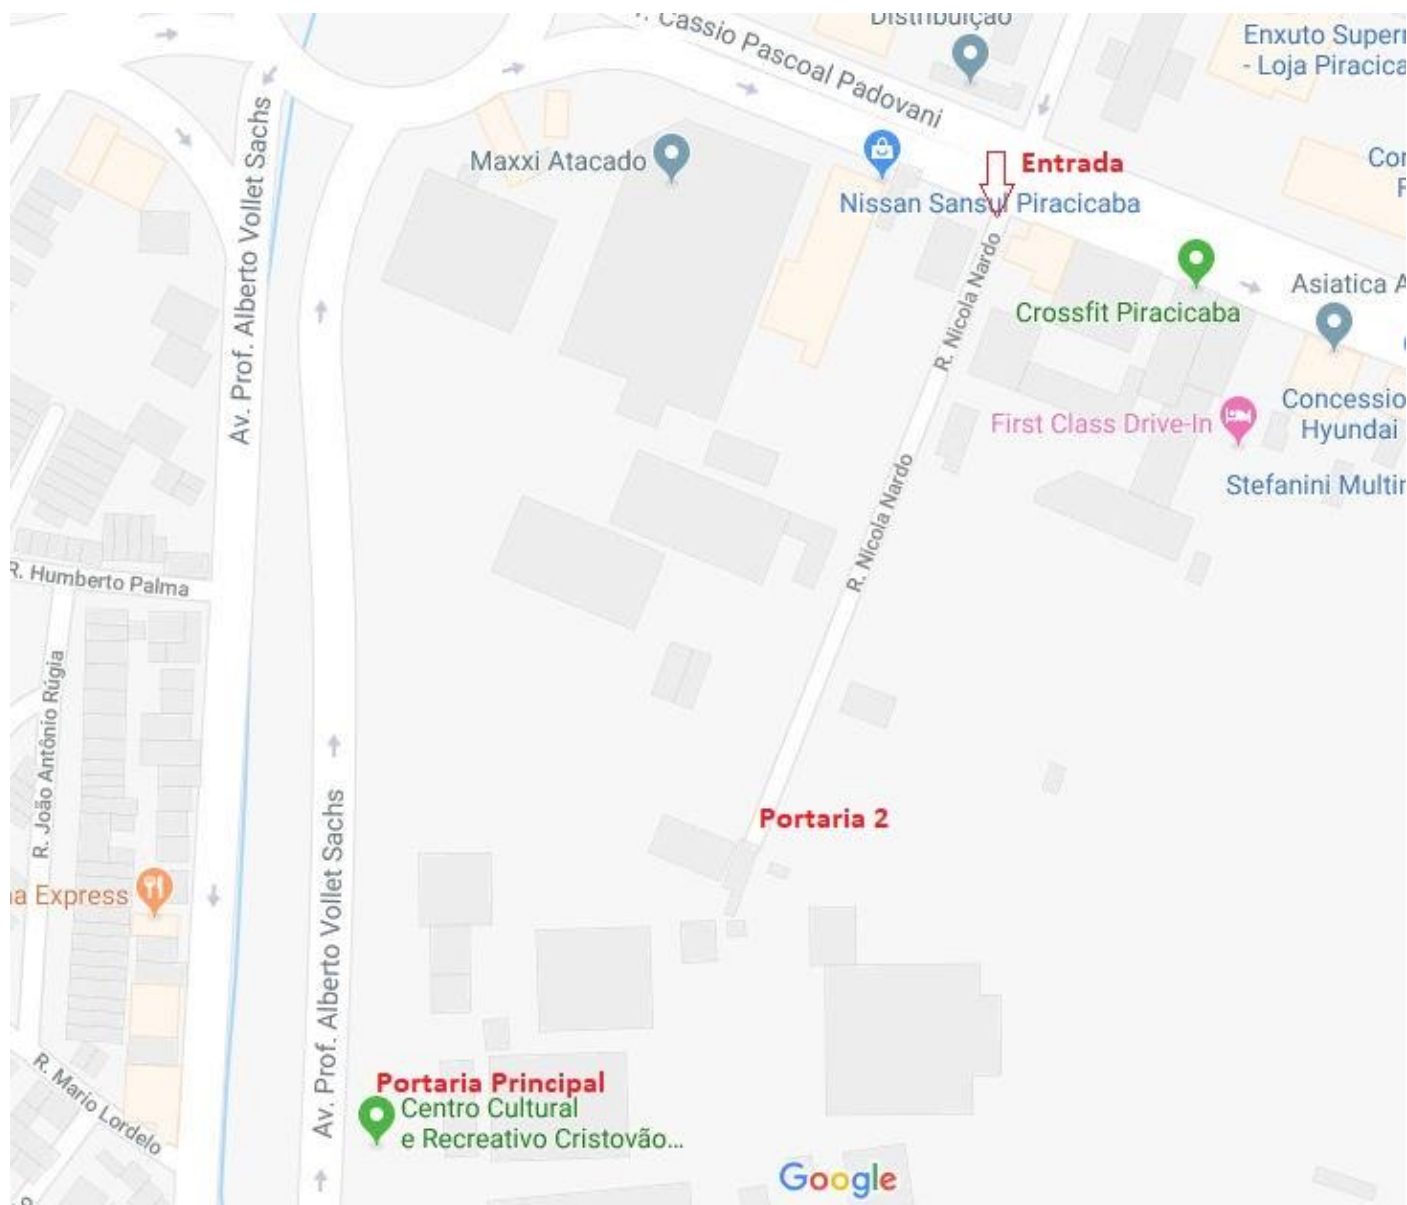 Cassio Pascoal Padovani
Distribuição
Enxuto Super
- Loja Piracica
Av. Prof. Alberto Vollet Sachs
Maxxi Atacado
Entrada
Nissan Sansul Piracicaba
R. Nicola Nardo
Crossfit Piracicaba
Asiatica A
First Class Drive-In
Concessio
Hyundai
Stefanini Multi
R. Nicola Nardo
R. Humberto Palma
R. João Antônio Rúgia
Portaria 2
a Express
Av. Prof. Alberto Vollet Sachs
R. Mario Lordelo
Portaria Principal
Centro Cultural
e Recreativo Cristovão...
Google